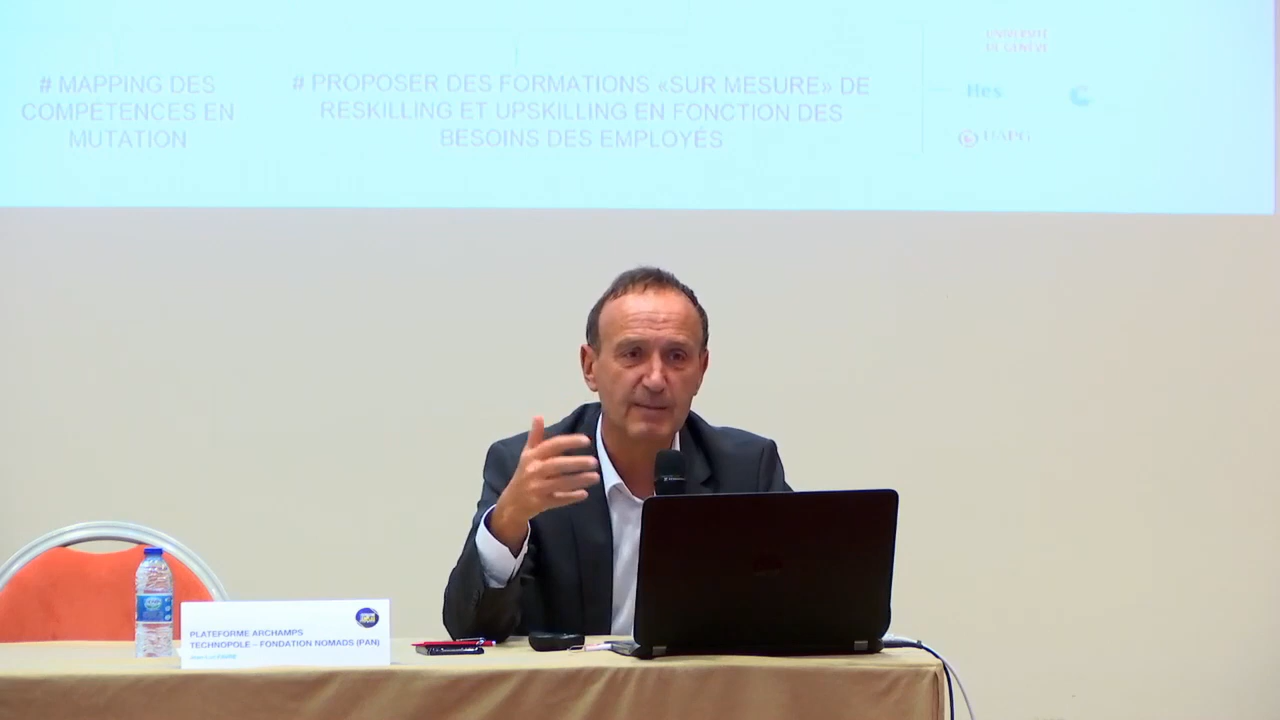 # MAPPING DES
COMPÉTENCES EN
MUTATION
# PROPOSER DES FORMATIONS «SUR MESURE» DE
RESKILLING ET UPSKILLING EN FONCTION DES
BESOINS DES EMPLOYÉS
UNIVERSITÉ
DE GENÈVE
PLATEFORME ARCHAMPS
TECHNOPOLE – FONDATION NOMADS (PAN)